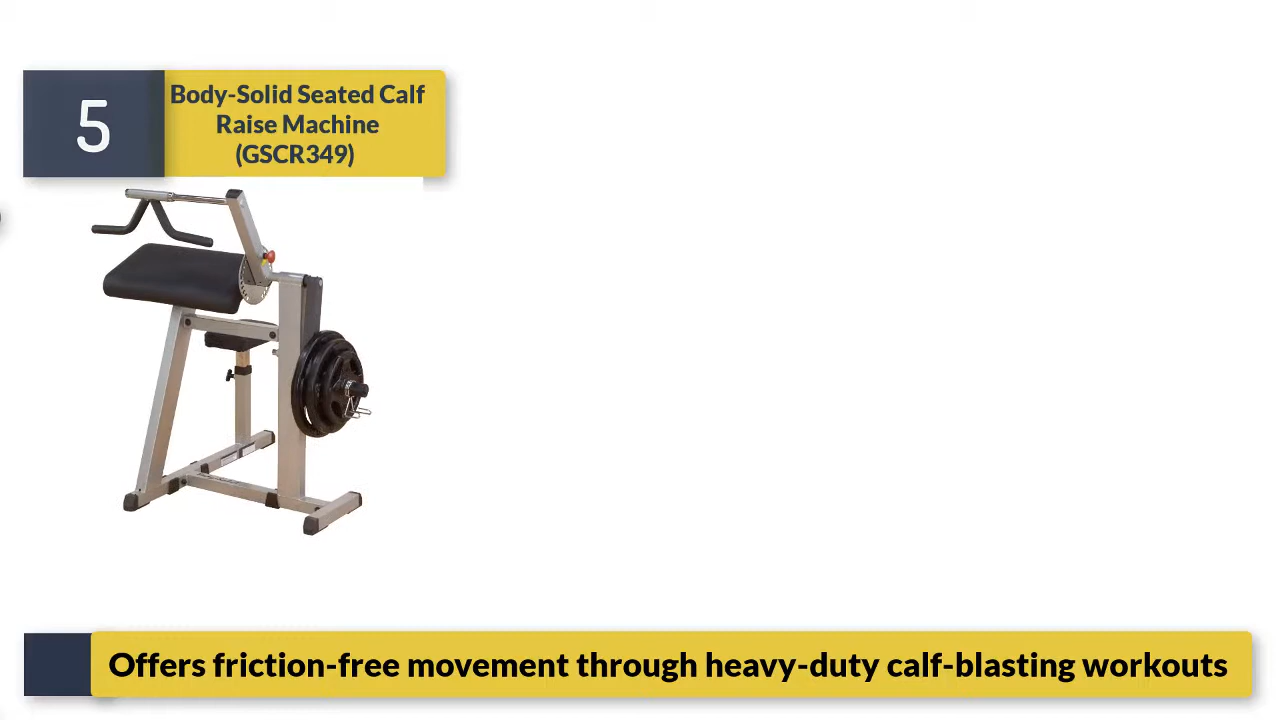 5
Body-Solid Seated Calf
Raise Machine
(GSCR349)
Offers friction-free movement through heavy-duty calf-blasting workouts